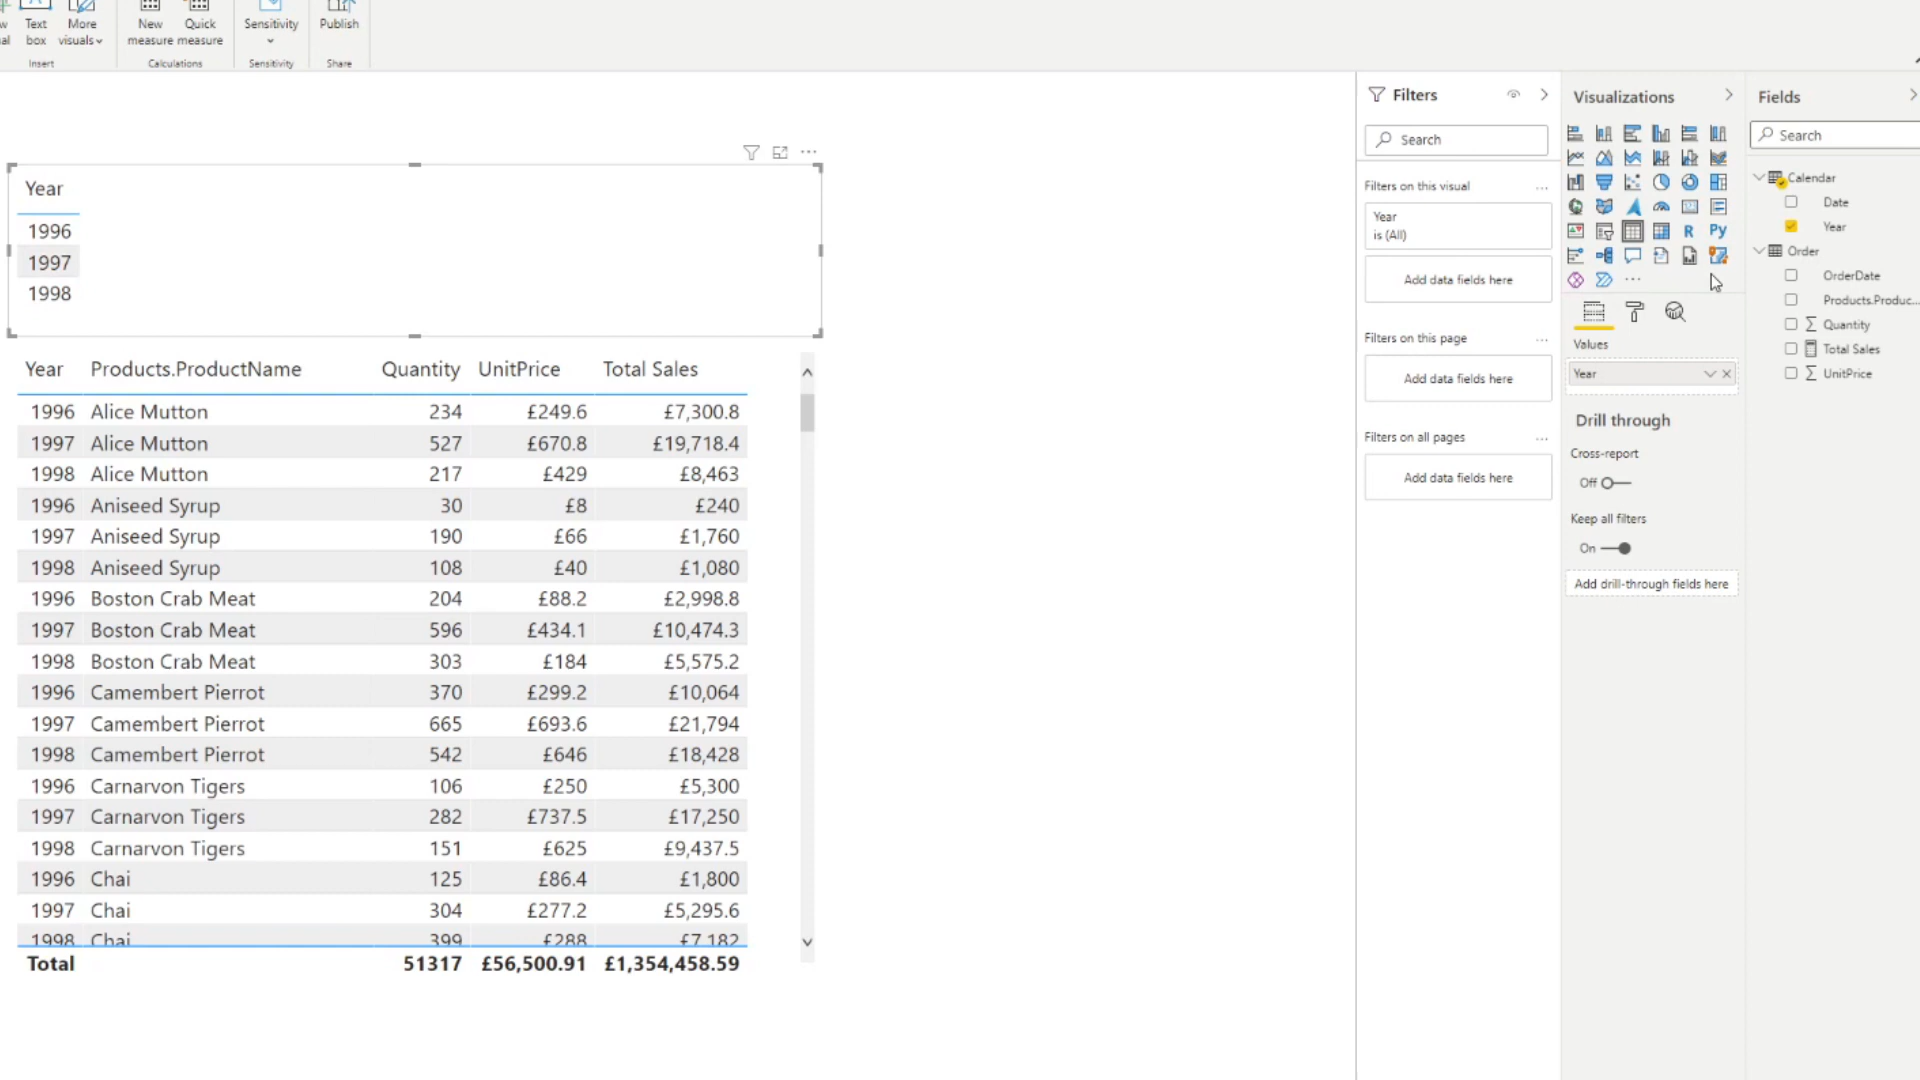 w Text More New Quick Sensitivity Publish
al box visuals measure measure
Insert Calculations Sensitivity Share
Filters
Search
Filters on this visual ...
Year
is (All)
Add data fields here
Filters on this page ...
Add data fields here
Filters on all pages ...
Add data fields here
Visualizations
R Py
...
Values
Year
Drill through
Cross-report
Off
Keep all filters
On
Add drill-through fields here
Fields
Search
Calendar
Date
Year
Order
OrderDate
Products.Produc...
Σ Quantity
Total Sales
Σ UnitPrice
Year
1996
1997
1998
Year Products.ProductName Quantity UnitPrice Total Sales
1996 Alice Mutton 234 £249.6 £7,300.8
1997 Alice Mutton 527 £670.8 £19,718.4
1998 Alice Mutton 217 £429 £8,463
1996 Aniseed Syrup 30 £8 £240
1997 Aniseed Syrup 190 £66 £1,760
1998 Aniseed Syrup 108 £40 £1,080
1996 Boston Crab Meat 204 £88.2 £2,998.8
1997 Boston Crab Meat 596 £434.1 £10,474.3
1998 Boston Crab Meat 303 £184 £5,575.2
1996 Camembert Pierrot 370 £299.2 £10,064
1997 Camembert Pierrot 665 £693.6 £21,794
1998 Camembert Pierrot 542 £646 £18,428
1996 Carnarvon Tigers 106 £250 £5,300
1997 Carnarvon Tigers 282 £737.5 £17,250
1998 Carnarvon Tigers 151 £625 £9,437.5
1996 Chai 125 £86.4 £1,800
1997 Chai 304 £277.2 £5,295.6
1998 Chai 399 £288 £7,182
Total 51317 £56,500.91 £1,354,458.59